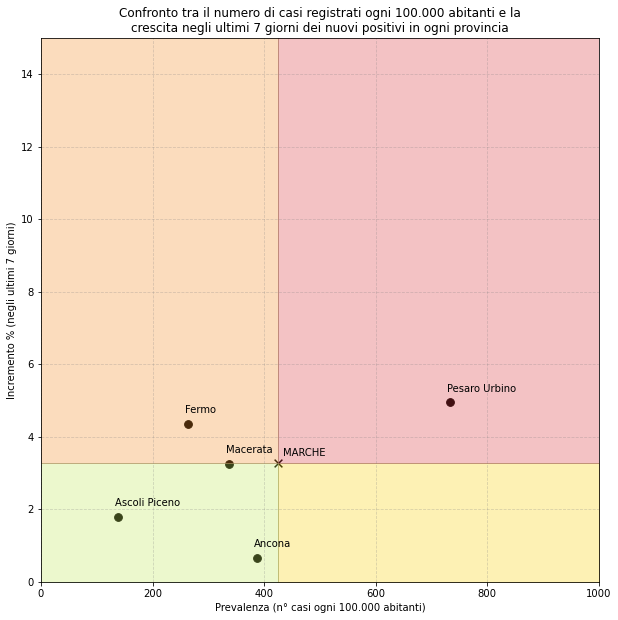 Confronto tra il numero di casi registrati ogni 100.000 abitanti e la
crescita negli ultimi 7 giorni dei nuovi positivi in ogni provincia
14
12
10
8
6
4
2
0
Incremento % (negli ultimi 7 giorni)
Pesaro Urbino
Fermo
Macerata
MARCHE
Ascoli Piceno
Ancona
0 200 400 600 800 1000
Prevalenza (n° casi ogni 100.000 abitanti)